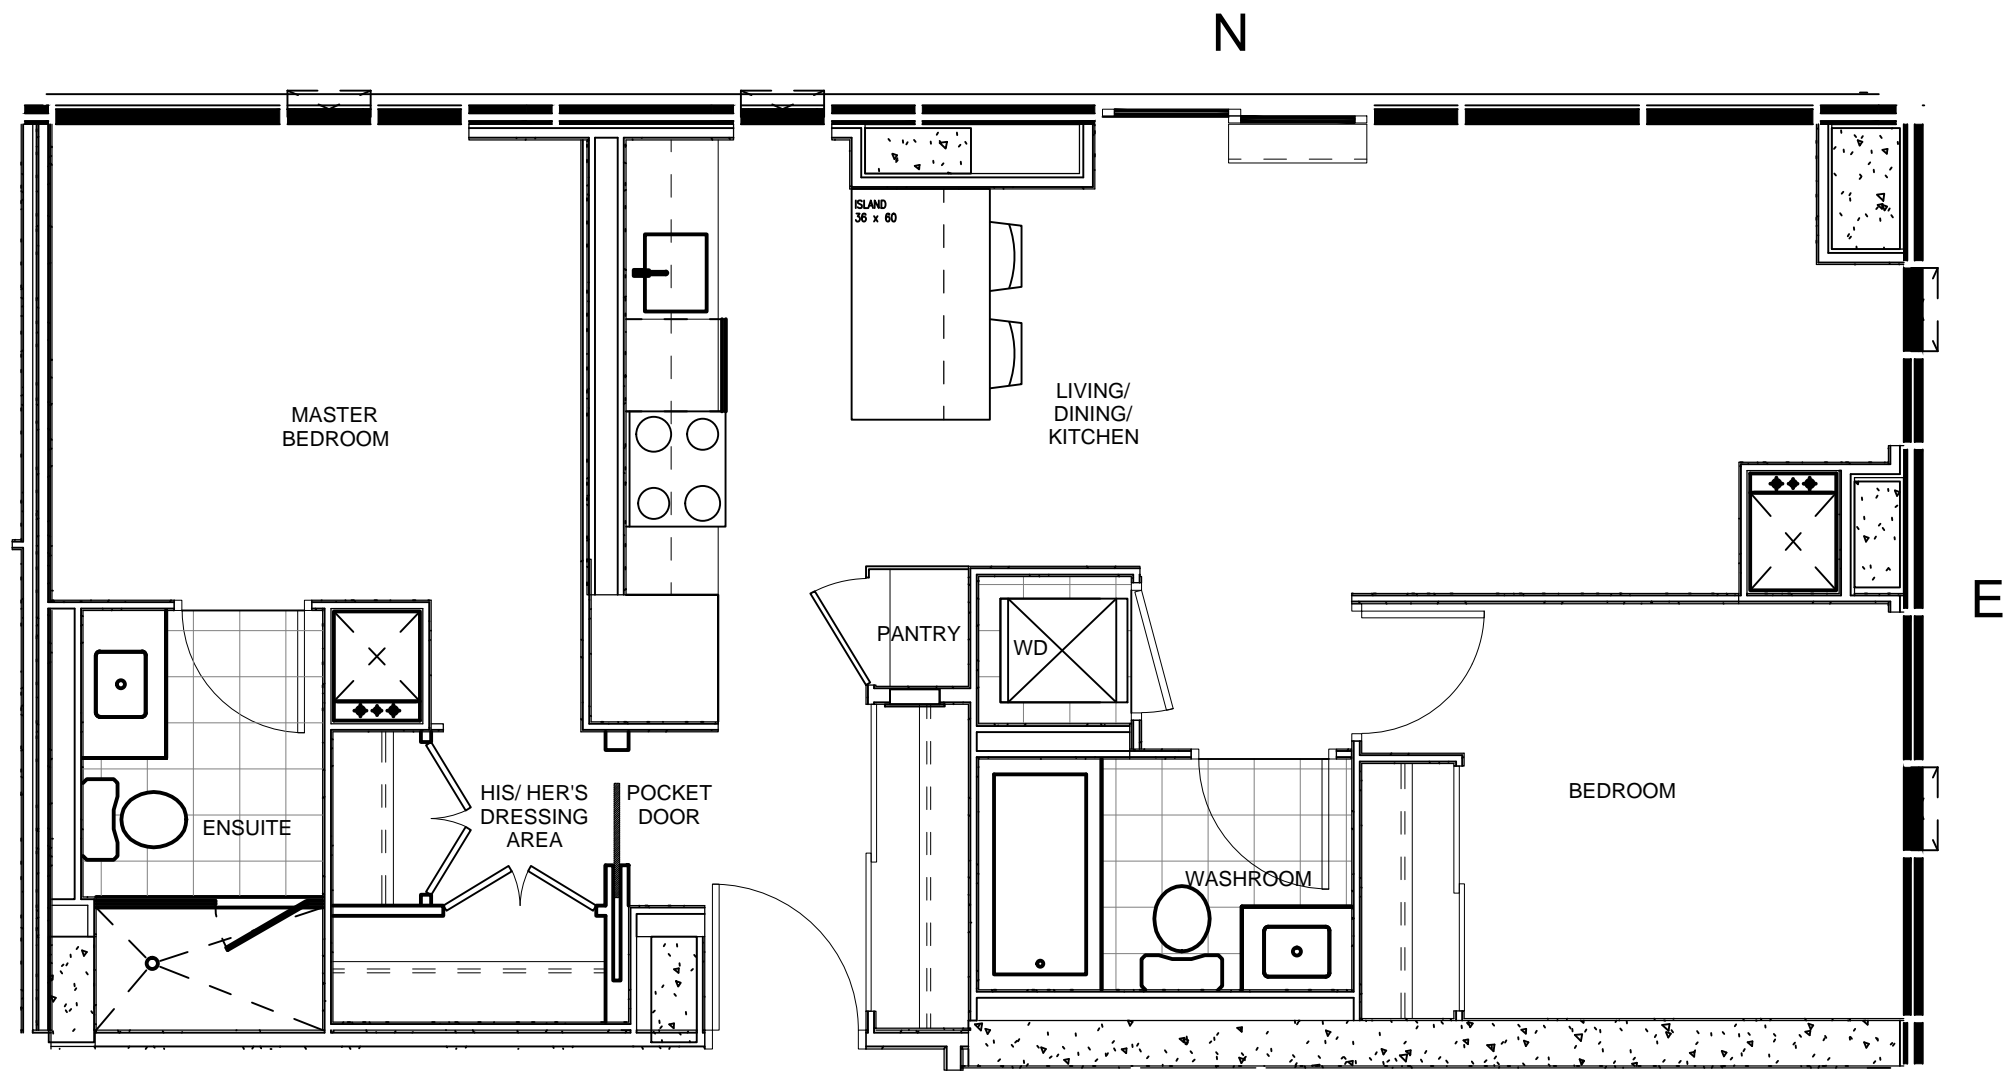 N
ISLAND
36 x 60
MASTER
BEDROOM
LIVING/
DINING/
KITCHEN
E
PANTRY
WD
HIS/ HER'S
DRESSING
AREA
POCKET
DOOR
BEDROOM
ENSUITE
WASHROOM